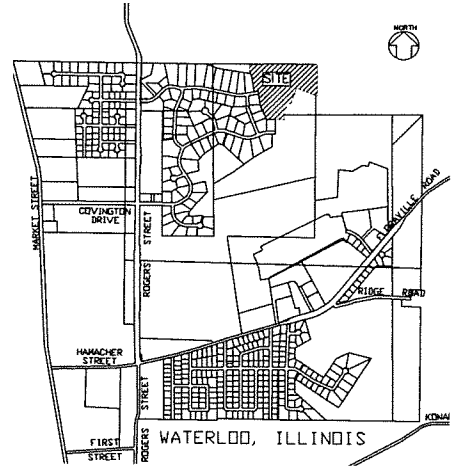 NORTH
SITE
MARKET STREET
COVINGTON
DRIVE
ROGERS STREET
FLORAVILLE ROAD
RIDGE ROAD
HAMACHER
STREET
ROGERS STREET
FIRST
STREET
WATERLOO, ILLINOIS